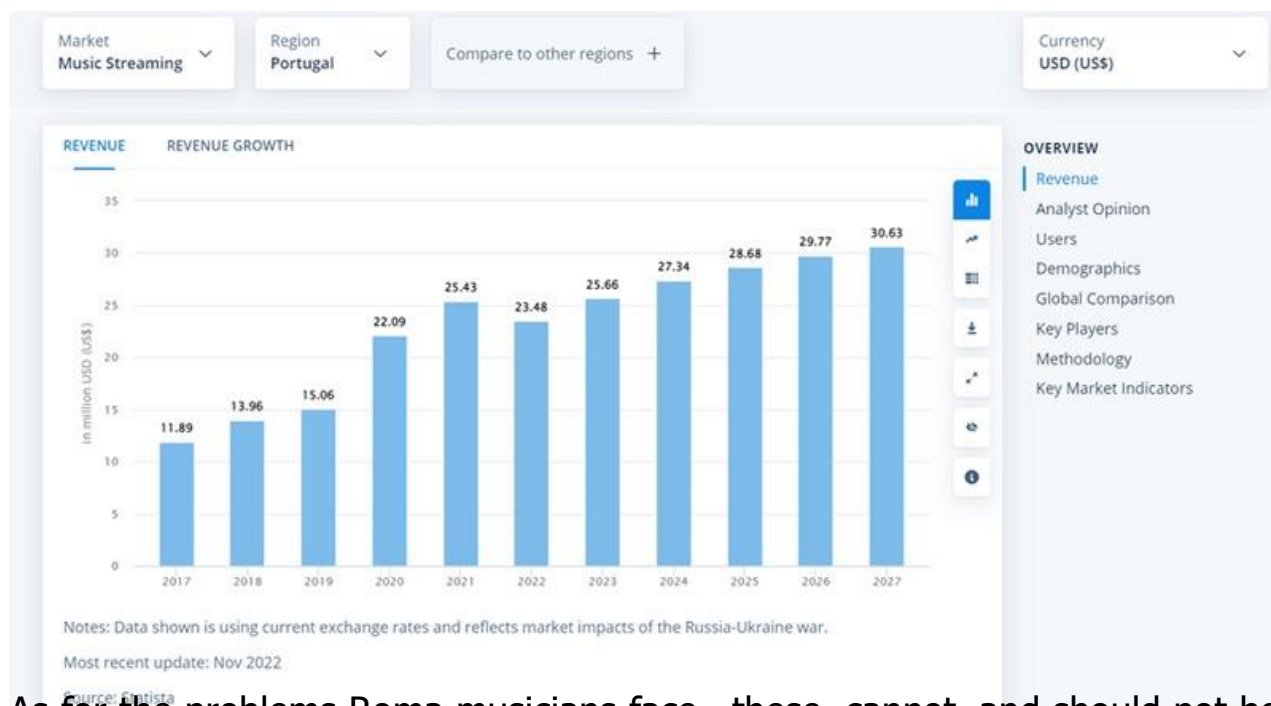 Market
Music Streaming
Region
Portugal
Compare to other regions +
Currency
USD (US$)
REVENUE
REVENUE GROWTH
OVERVIEW
Revenue
Analyst Opinion
Users
Demographics
Global Comparison
Key Players
Methodology
Key Market Indicators
in million USD (US$)
35
30
25
20
15
10
5
0
11.89
13.96
15.06
22.09
25.43
23.48
25.66
27.34
28.68
29.77
30.63
2017
2018
2019
2020
2021
2022
2023
2024
2025
2026
2027
Notes: Data shown is using current exchange rates and reflects market impacts of the Russia-Ukraine war.
Most recent update: Nov 2022
Source: Statista
As for the problems Roma musicians face, these, cannot, and should not be